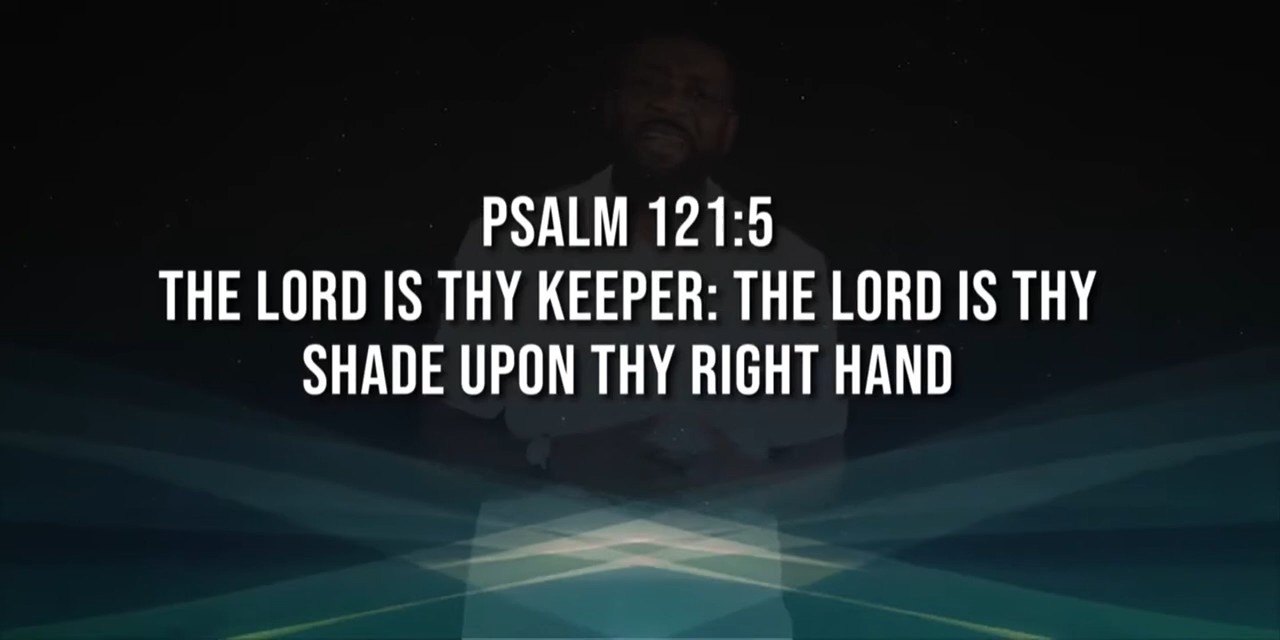 PSALM 121:5
THE LORD IS THY KEEPER: THE LORD IS THY
SHADE UPON THY RIGHT HAND